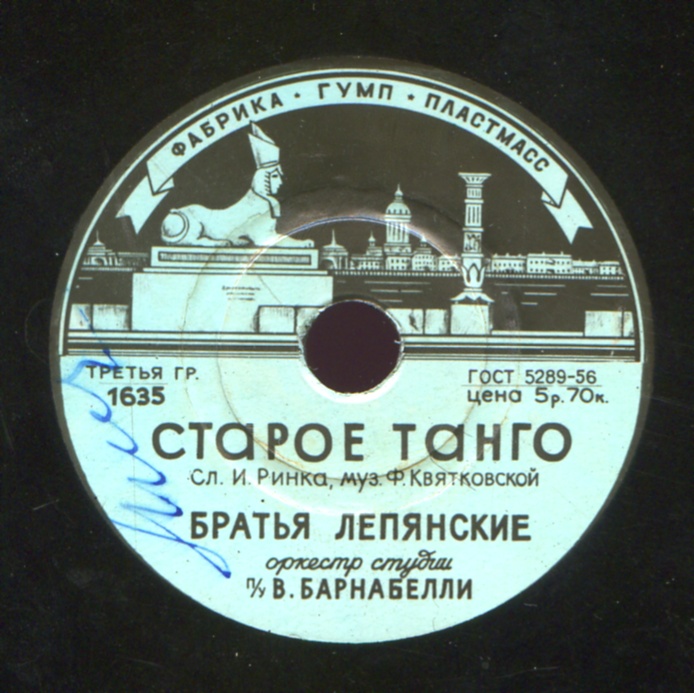 ФАБРИКА • ГУМП • ПЛАСТМАСС
ТРЕТЬЯ ГР.
1635
ГОСТ 5289-56
цена 5р.70к.
СТАРОЕ ТАНГО
Сл. И. Ринка, муз. Ф. Квятковской
БРАТЬЯ ЛЕПЯНСКИЕ
оркестр студии
п/у В. БАРНАБЕЛЛИ